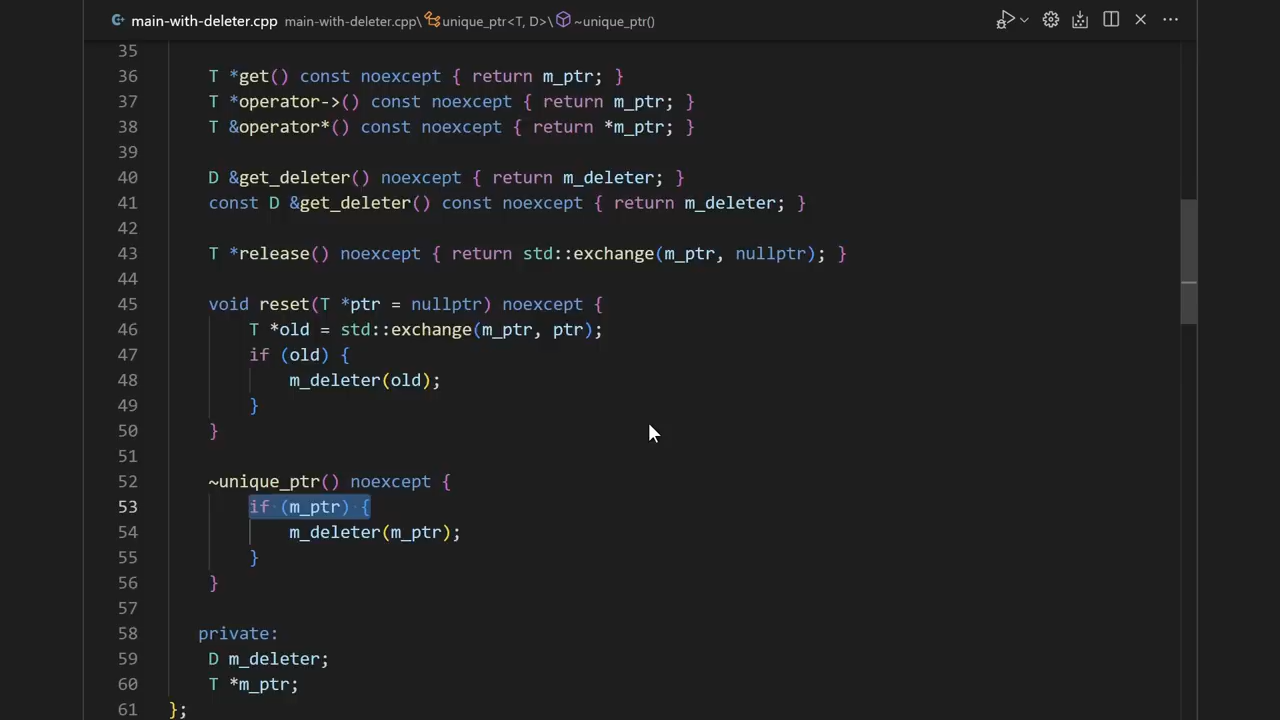 main-with-deleter.cpp main-with-deleter.cpp\ unique_ptr<T, D>\ ~unique_ptr()
35
36 T *get() const noexcept { return m_ptr; }
37 T *operator->() const noexcept { return m_ptr; }
38 T &operator*() const noexcept { return *m_ptr; }
39
40 D &get_deleter() noexcept { return m_deleter; }
41 const D &get_deleter() const noexcept { return m_deleter; }
42
43 T *release() noexcept { return std::exchange(m_ptr, nullptr); }
44
45 void reset(T *ptr = nullptr) noexcept {
46 T *old = std::exchange(m_ptr, ptr);
47 if (old) {
48 m_deleter(old);
49 }
50 }
51
52 ~unique_ptr() noexcept {
53 if (m_ptr) {
54 m_deleter(m_ptr);
55 }
56 }
57
58 private:
59 D m_deleter;
60 T *m_ptr;
61 };